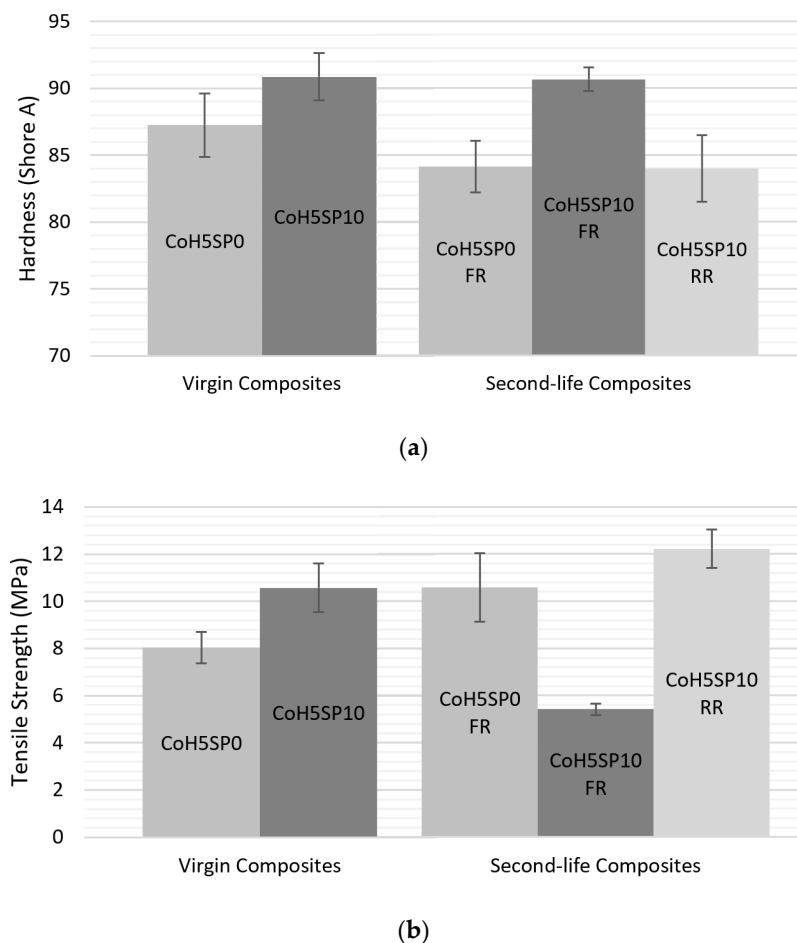 95
90
85
80
75
70
Hardness (Shore A)
CoH5SP0
CoH5SP10
CoH5SP0
FR
CoH5SP10
FR
CoH5SP10
RR
Virgin Composites
Second-life Composites
(a)
14
12
10
8
6
4
2
0
Tensile Strength (MPa)
CoH5SP0
CoH5SP10
CoH5SP0
FR
CoH5SP10
FR
CoH5SP10
RR
Virgin Composites
Second-life Composites
(b)